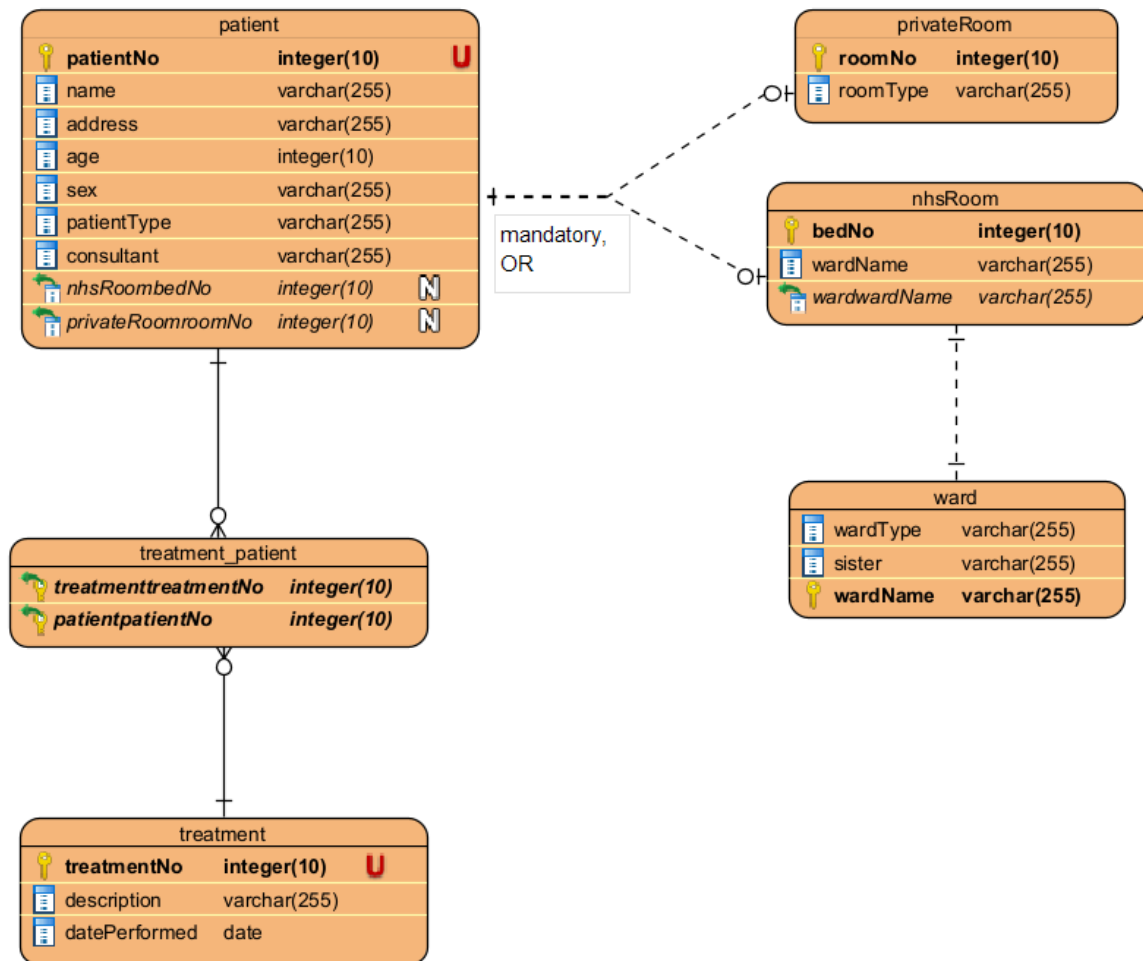 patient
patientNo integer(10) U
name varchar(255)
address varchar(255)
age integer(10)
sex varchar(255)
patientType varchar(255)
consultant varchar(255)
nhsRoombedNo integer(10) N
privateRoomroomNo integer(10) N
privateRoom
roomNo integer(10)
roomType varchar(255)
mandatory,
OR
nhsRoom
bedNo integer(10)
wardName varchar(255)
wardwardName varchar(255)
ward
wardType varchar(255)
sister varchar(255)
wardName varchar(255)
treatment_patient
treatmenttreatmentNo integer(10)
patientpatientNo integer(10)
treatment
treatmentNo integer(10) U
description varchar(255)
datePerformed date